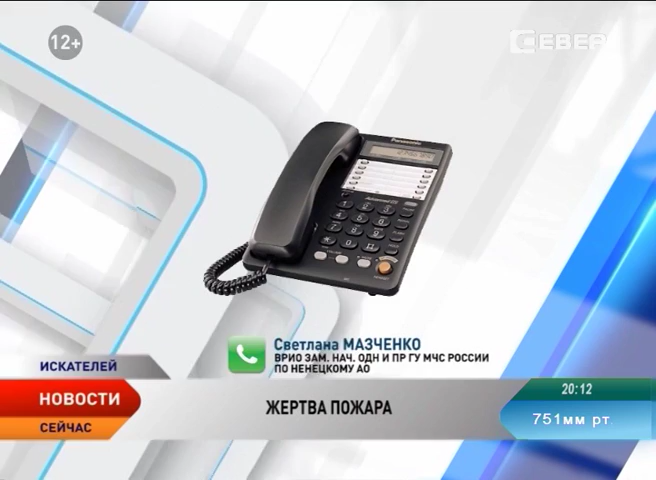 12+
СЕВЕР
Panasonic
Светлана МАЗЧЕНКО
ВРИО ЗАМ. НАЧ. ОДН И ПР ГУ МЧС РОССИИ
ПО НЕНЕЦКОМУ АО
ИСКАТЕЛЕЙ
НОВОСТИ
СЕЙЧАС
ЖЕРТВА ПОЖАРА
20:12
751мм рт.